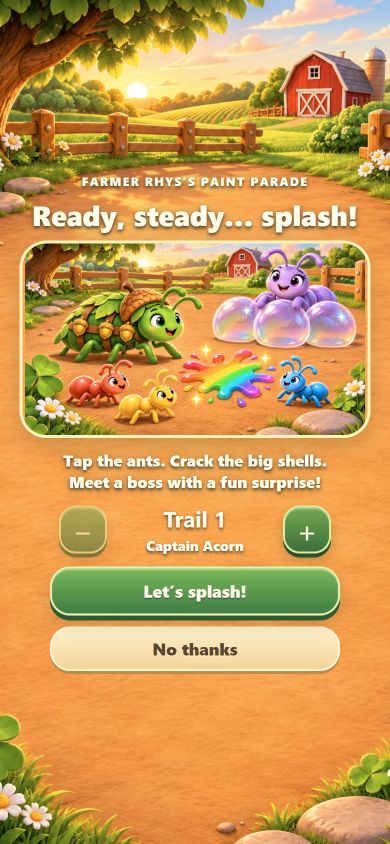 FARMER RHYS'S PAINT PARADE
Ready, steady... splash!
Tap the ants. Crack the big shells.
Meet a boss with a fun surprise!
− Trail 1 +
Captain Acorn
Let's splash!
No thanks